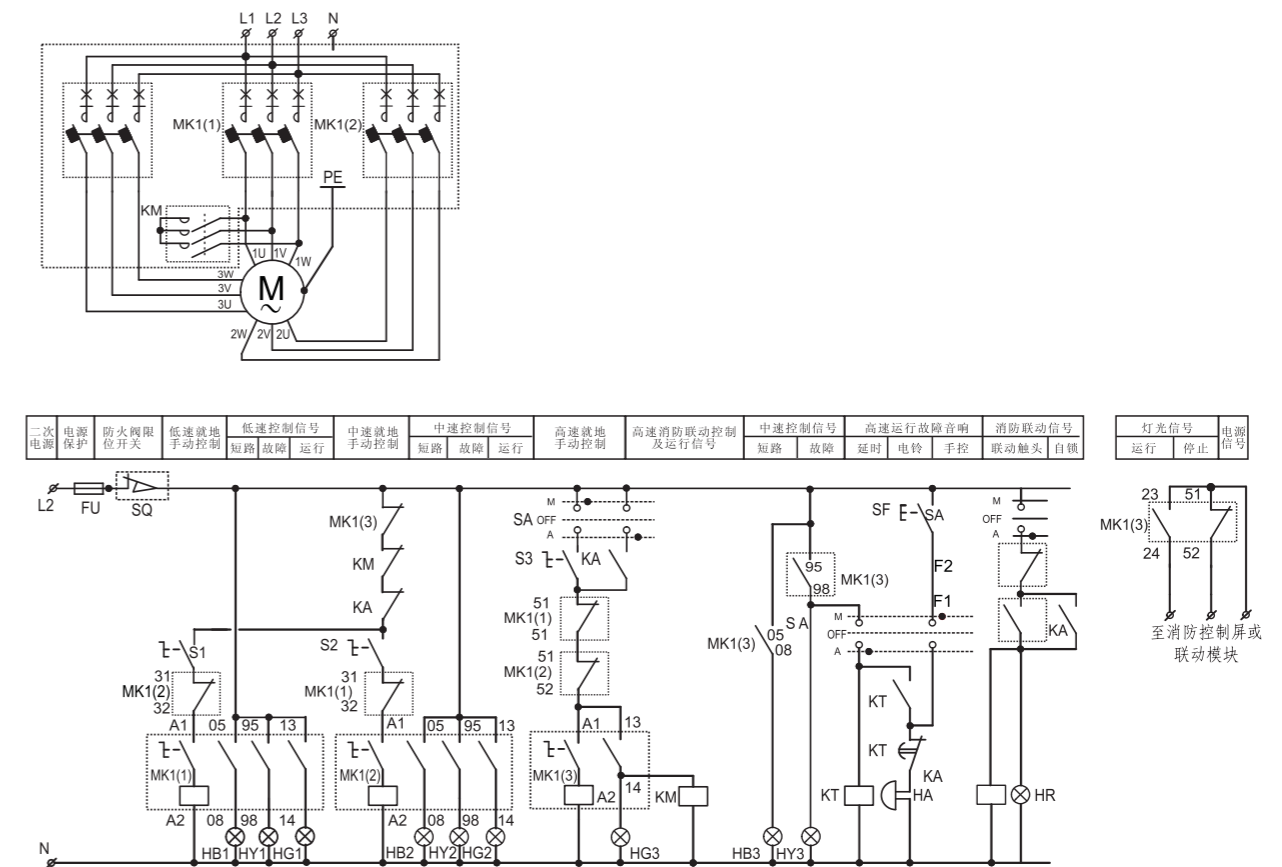 L1 L2 L3 N
MK1(1) MK1(2)
PE
KM
1U 1V 1W
3W
M
3V
3U
2W 2V 2U
二次电源
电源保护
防火阀限位开关
低速就地手动控制
低速控制信号
短路 故障 运行
中速就地手动控制
中速控制信号
短路 故障 运行
高速就地手动控制
高速消防联动控制及运行信号
中速控制信号
短路 故障
高速运行故障音响
延时 电铃 手控
消防联动信号
联动触头 自锁
灯光信号
运行 停止
电源信号
L2 FU SQ
MK1(3)
KM
KA
S1
31
MK1(2)
32
A1 05 95 13
MK1(1)
A2 08 98 14
HB1 HY1 HG1
S2
31
MK1(1)
32
A1 05 95 13
MK1(2)
A2 08 98 14
HB2 HY2 HG2
M
SA OFF
A
S3 KA
51
MK1(1)
51
51
MK1(2)
52
A1 13
MK1(3)
A2 14
KM
HG3
95
98 MK1(3)
SA
MK1(3) 05
08
HB3 HY3
SF SA
F2
F1
M
OFF
A
KT
KT
KA
KT HA
M
OFF
A
KA
HR
23 51
MK1(3)
24 52
至消防控制屏或
联动模块
N